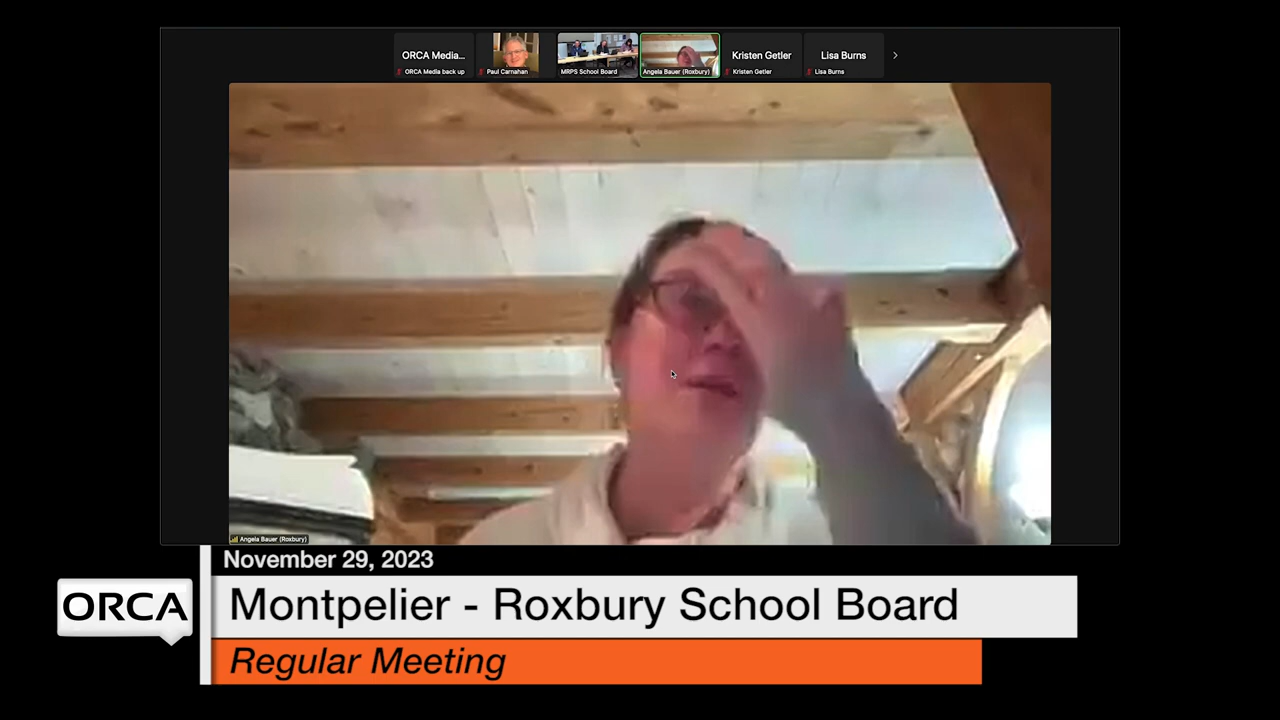 ORCA Media...
ORCA Media back up
Paul Carnahan
MRPS School Board
Angela Bauer (Roxbury)
Kristen Getler
Kristen Getler
Lisa Burns
Lisa Burns
Angela Bauer (Roxbury)
November 29, 2023
ORCA
Montpelier - Roxbury School Board
Regular Meeting